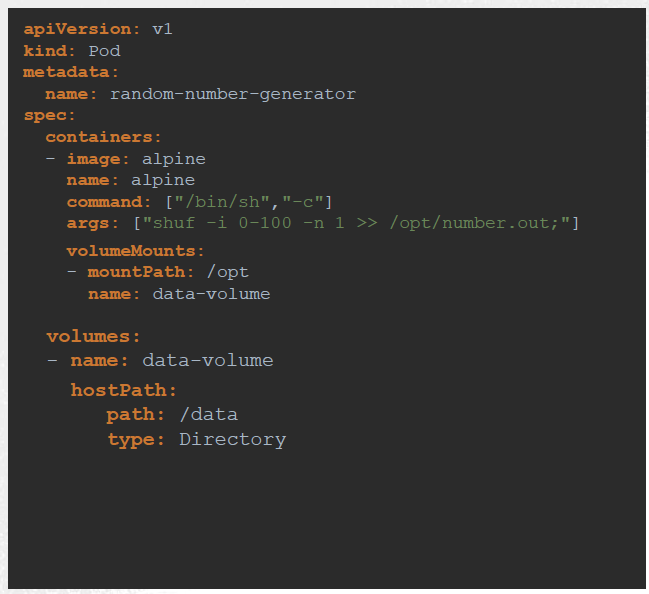 apiVersion: v1
kind: Pod
metadata:
  name: random-number-generator
spec:
  containers:
  - image: alpine
    name: alpine
    command: ["/bin/sh","-c"]
    args: ["shuf -i 0-100 -n 1 >> /opt/number.out;"]
    volumeMounts:
    - mountPath: /opt
      name: data-volume
  volumes:
  - name: data-volume
    hostPath:
       path: /data
       type: Directory